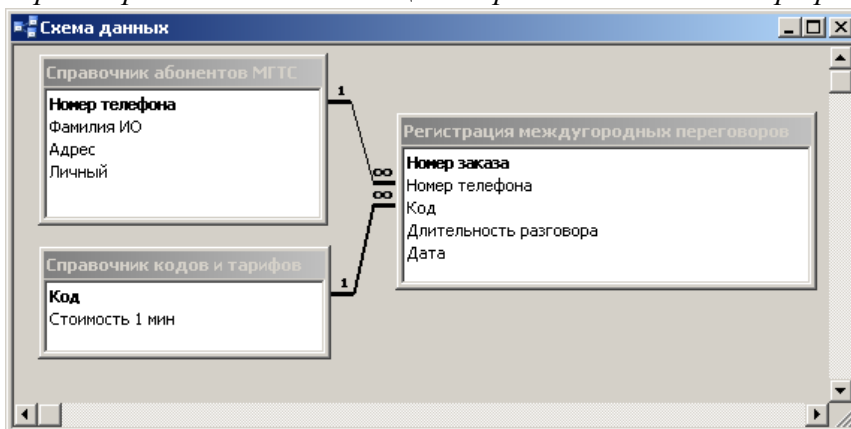 Схема данных
Справочник абонентов МГТС
Номер телефона
Фамилия ИО
Адрес
Личный
1
Регистрация междугородных переговоров
Номер заказа
Номер телефона
Код
Длительность разговора
Дата
∞
∞
Справочник кодов и тарифов
Код
Стоимость 1 мин
1